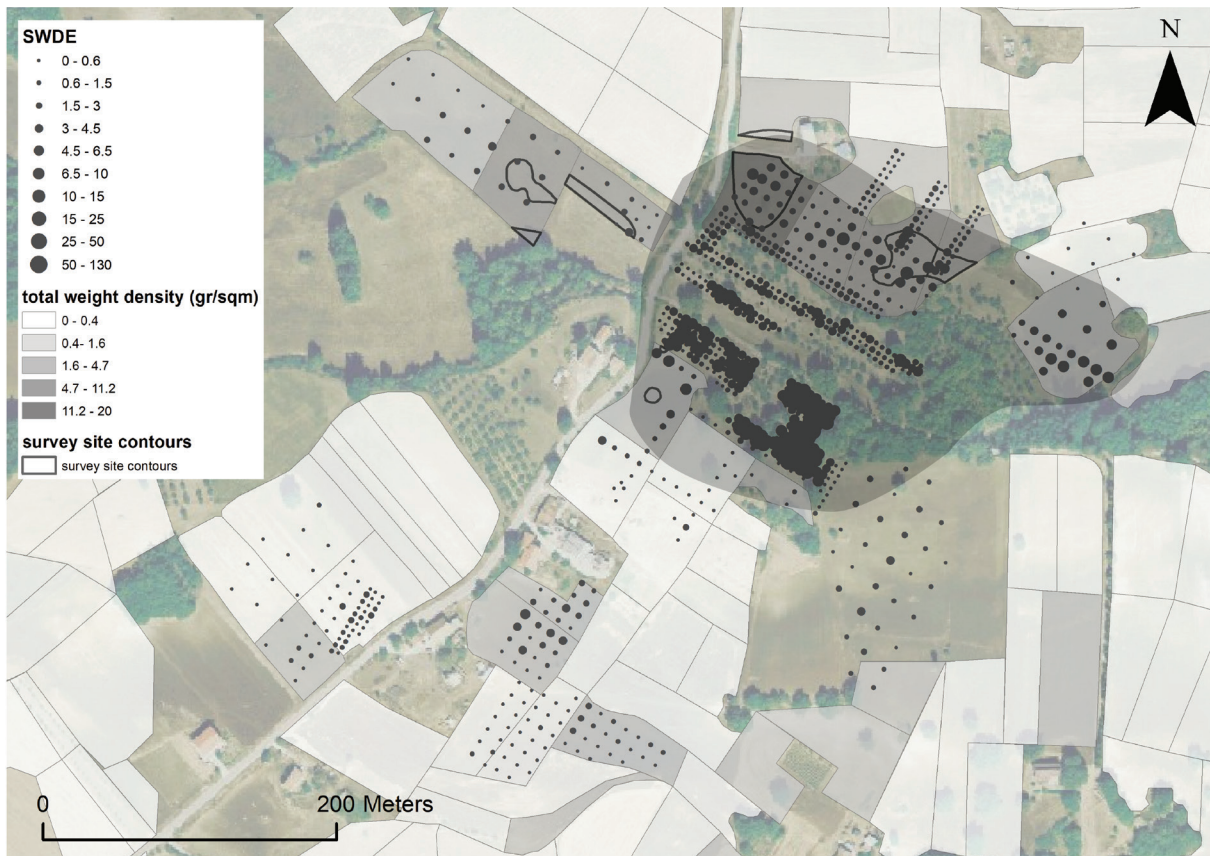 SWDE
0 - 0.6
0.6 - 1.5
1.5 - 3
3 - 4.5
4.5 - 6.5
6.5 - 10
10 - 15
15 - 25
25 - 50
50 - 130
total weight density (gr/sqm)
0 - 0.4
0.4- 1.6
1.6 - 4.7
4.7 - 11.2
11.2 - 20
survey site contours
survey site contours
N
0 200 Meters